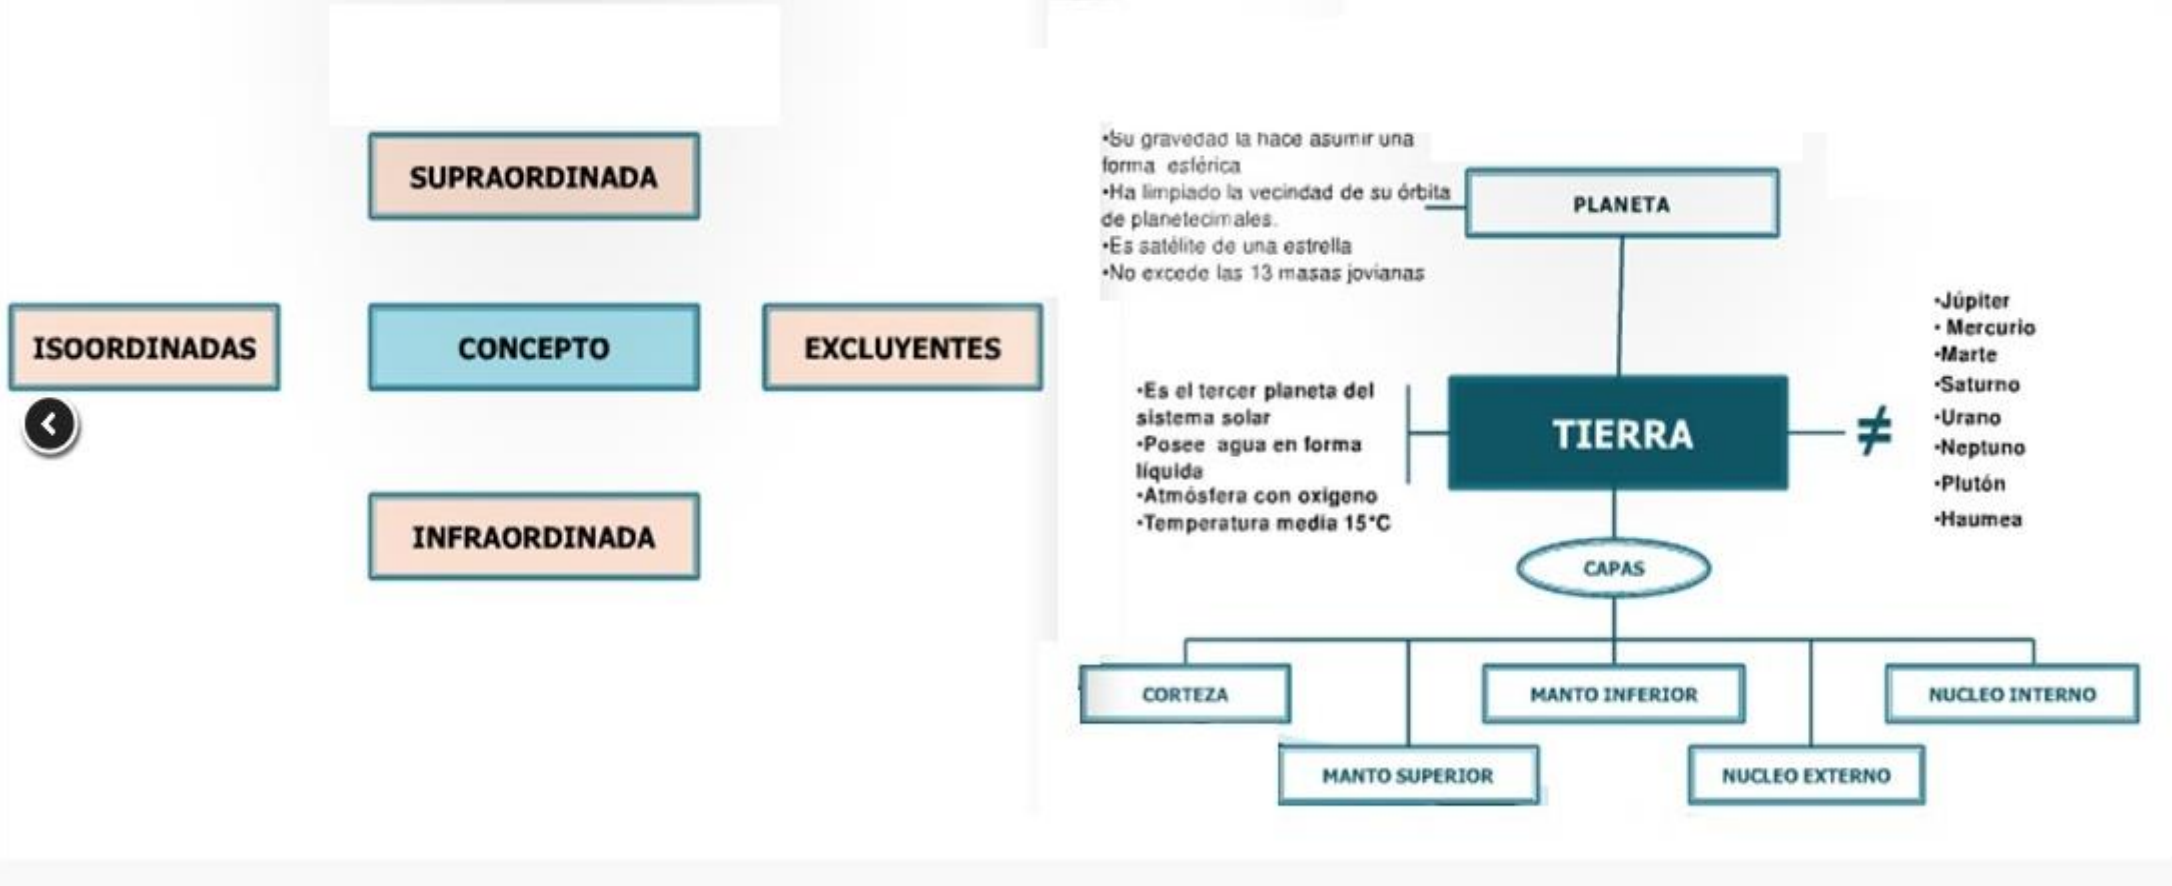 SUPRAORDINADA
ISOORDINADAS
CONCEPTO
EXCLUYENTES
INFRAORDINADA
•Su gravedad la hace asumir una
forma esférica
•Ha limpiado la vecindad de su órbita
de planetecimales.
•Es satélite de una estrella
•No excede las 13 masas jovianas
PLANETA
•Es el tercer planeta del
sistema solar
•Posee agua en forma
líquida
•Atmósfera con oxigeno
•Temperatura media 15°C
TIERRA
≠
•Júpiter
• Mercurio
•Marte
•Saturno
•Urano
•Neptuno
•Plutón
•Haumea
CAPAS
CORTEZA
MANTO INFERIOR
NUCLEO INTERNO
MANTO SUPERIOR
NUCLEO EXTERNO